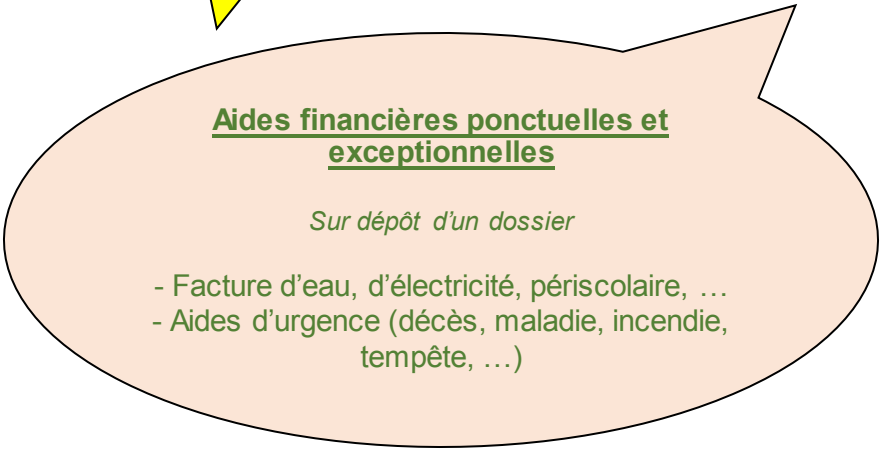 Aides financières ponctuelles et
exceptionnelles
Sur dépôt d’un dossier
- Facture d’eau, d’électricité, périscolaire, …
- Aides d’urgence (décès, maladie, incendie,
tempête, …)